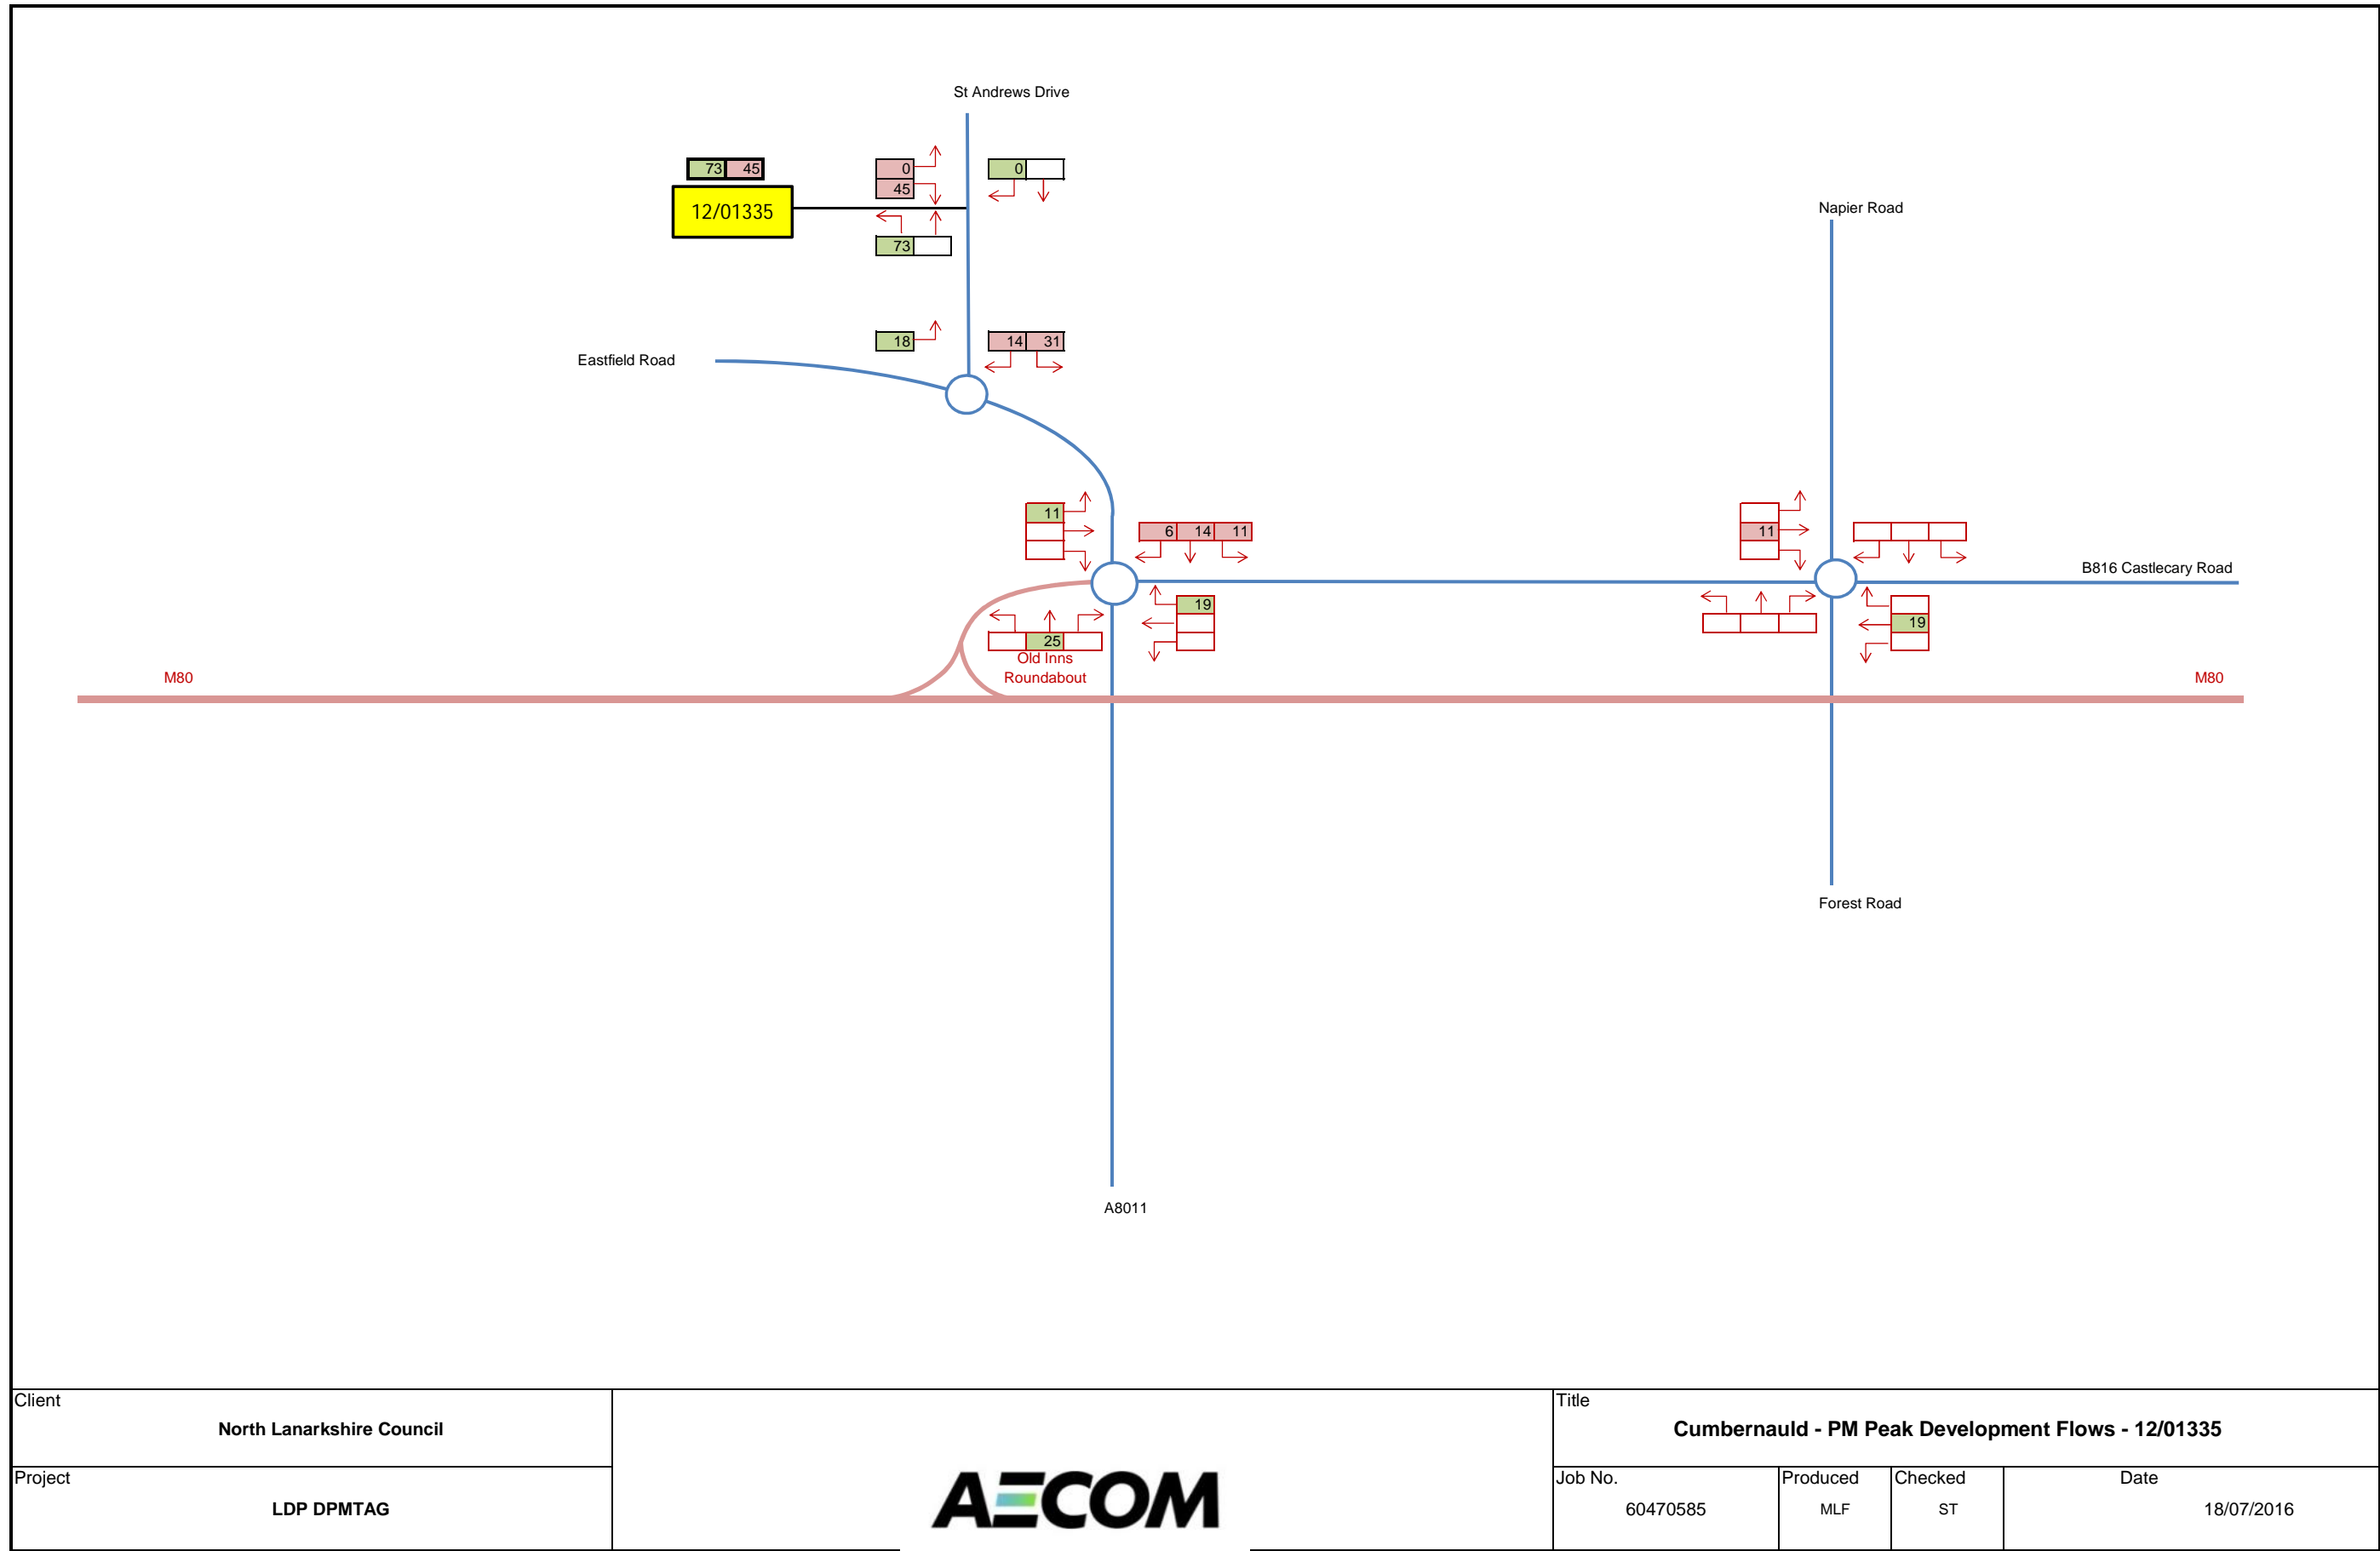 St Andrews Drive
73 45
0
0
45
12/01335
Napier Road
73
18
14 31
Eastfield Road
11
6 14 11
11
B816 Castlecary Road
19
25
19
Old Inns
Roundabout
M80
M80
Forest Road
A8011
Client
North Lanarkshire Council
Project
LDP DPMTAG
AECOM
Title
Cumbernauld - PM Peak Development Flows - 12/01335
Job No.
60470585
Produced
MLF
Checked
ST
Date
18/07/2016